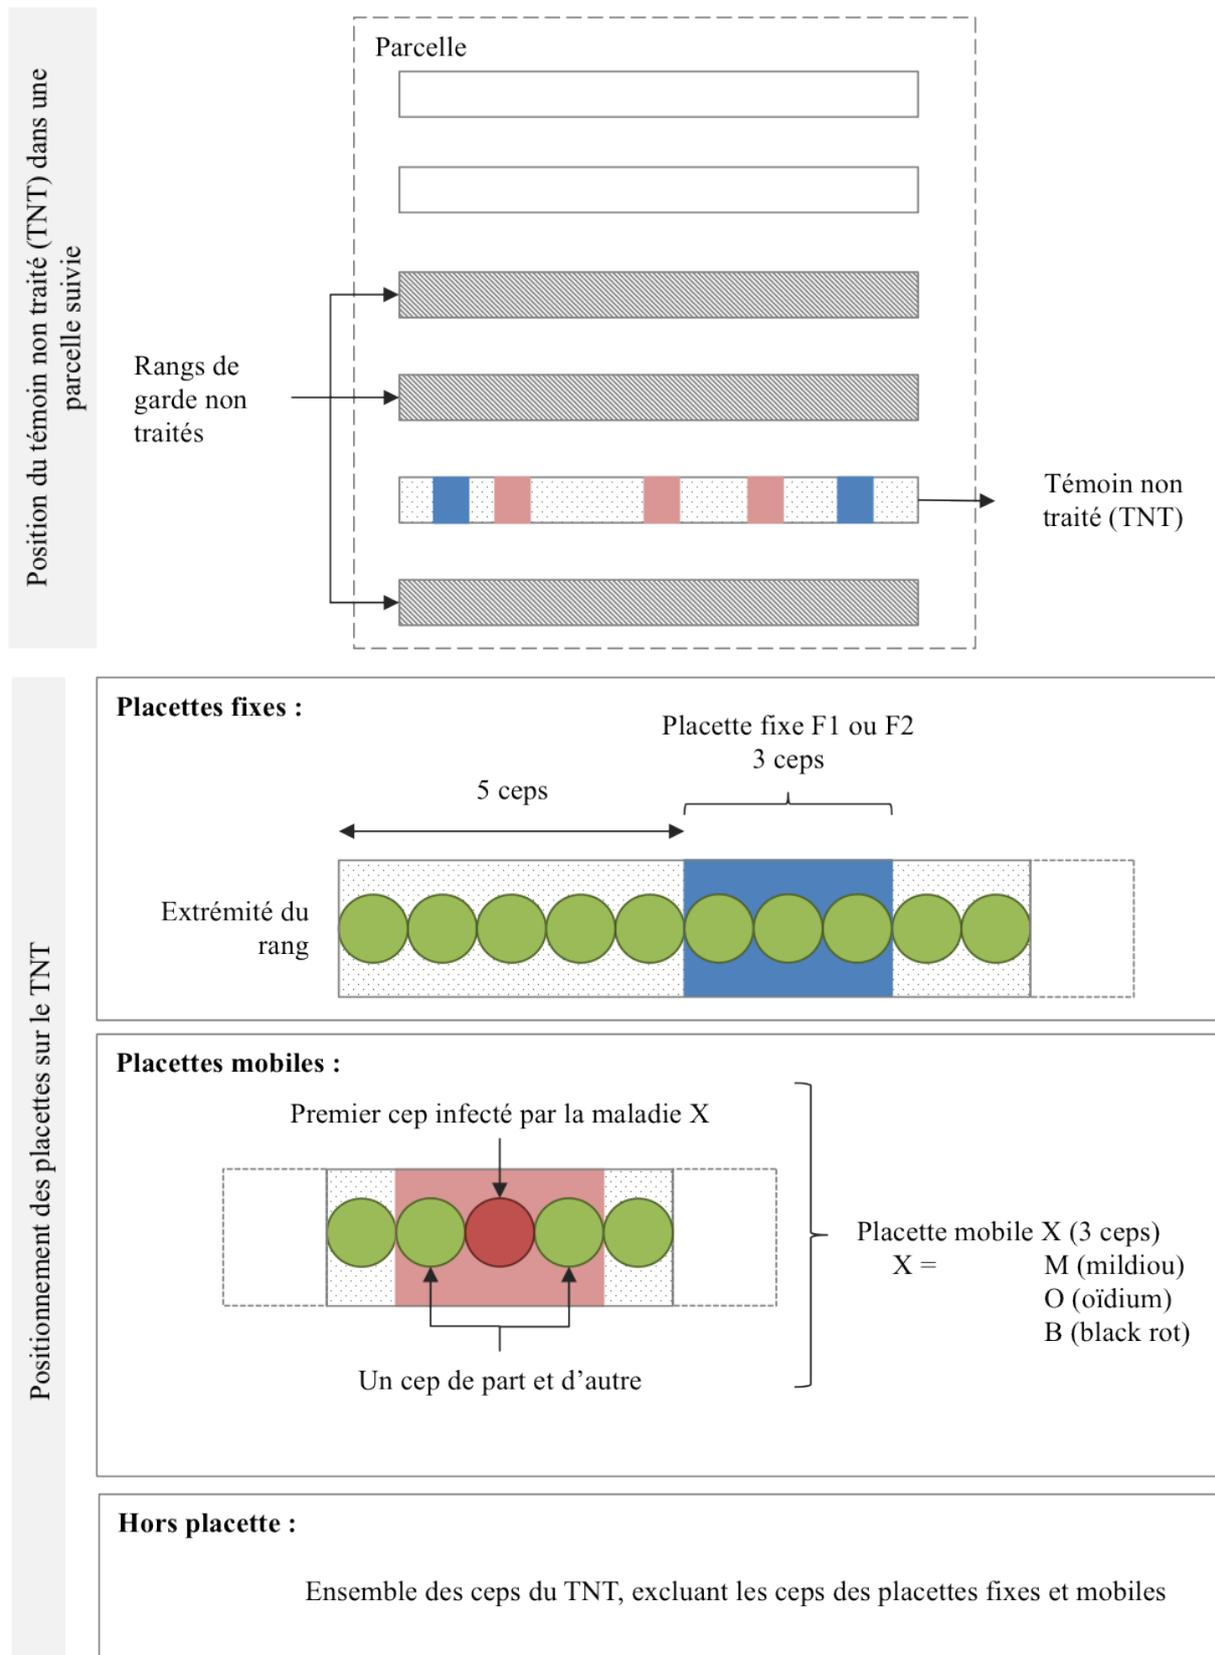 Position du témoin non traité (TNT) dans une
parcelle suivie
Parcelle
Rangs de
garde non
traités
Témoin non
traité (TNT)
Positionnement des placettes sur le TNT
Placettes fixes :
Placette fixe F1 ou F2
3 ceps
5 ceps
Extrémité du
rang
Placettes mobiles :
Premier cep infecté par la maladie X
Un cep de part et d’autre
Placette mobile X (3 ceps)
X = M (mildiou)
O (oïdium)
B (black rot)
Hors placette :
Ensemble des ceps du TNT, excluant les ceps des placettes fixes et mobiles